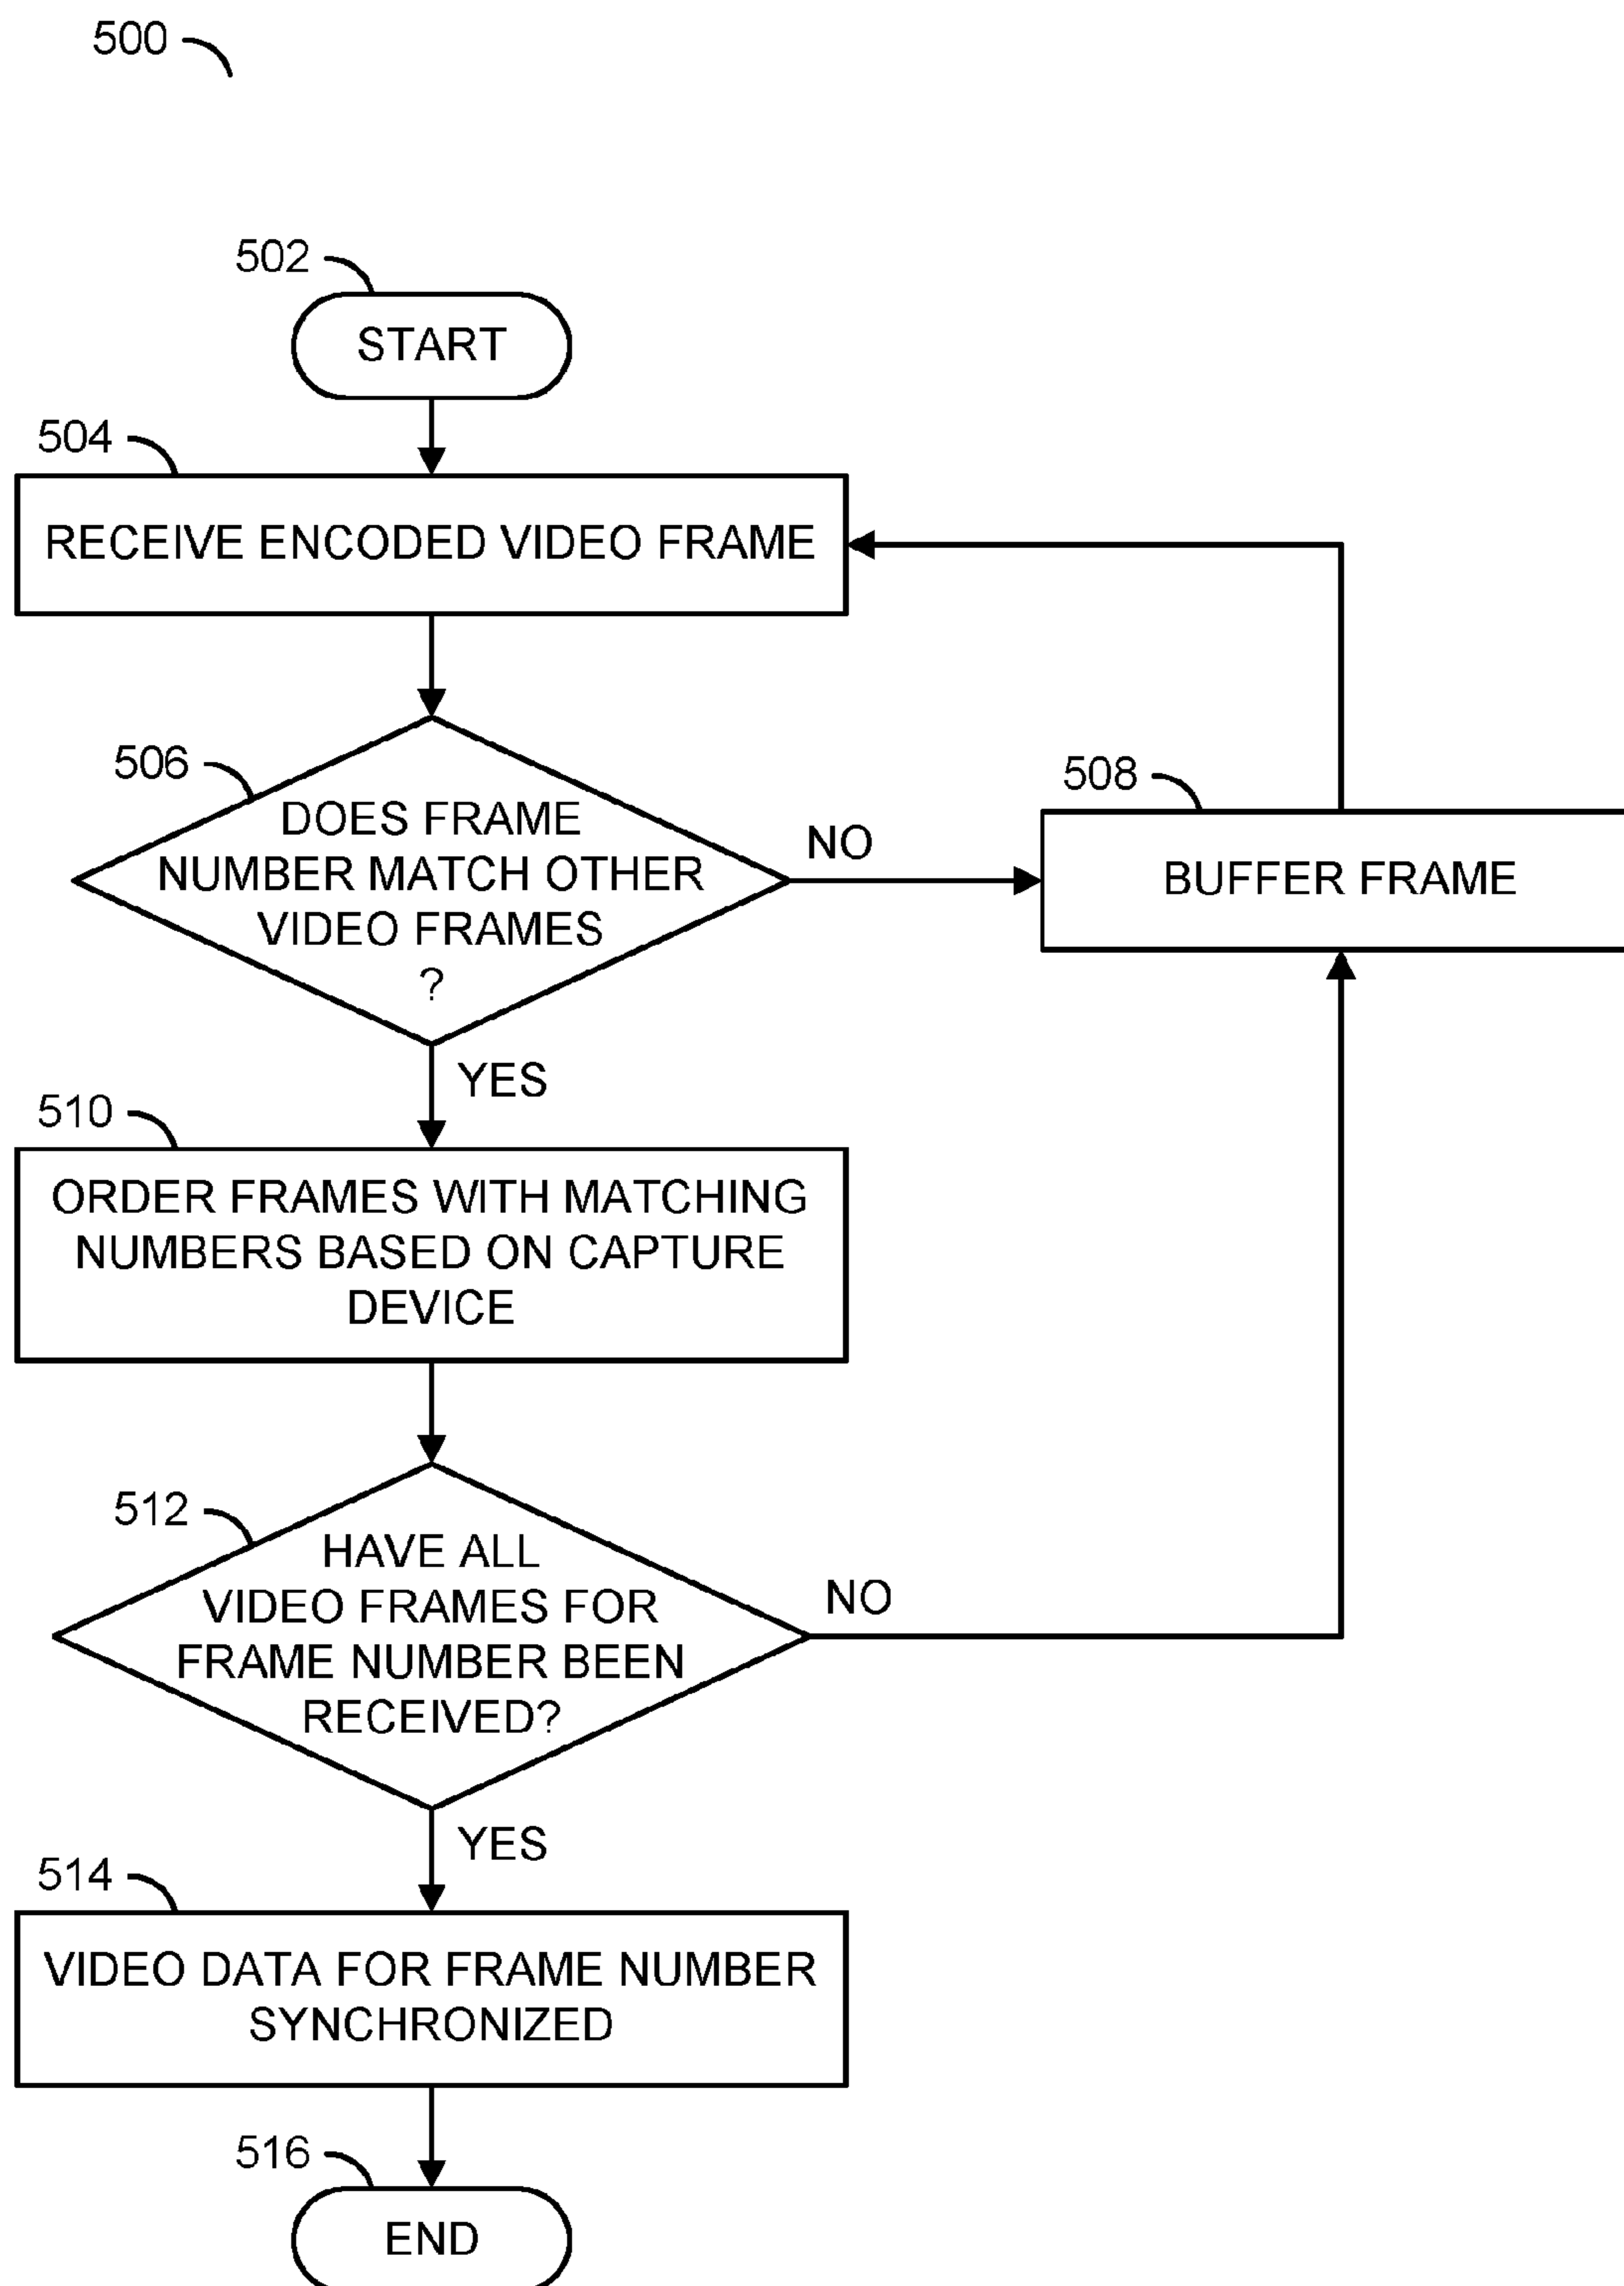 500
502
START
504
RECEIVE ENCODED VIDEO FRAME
506
DOES FRAME
NUMBER MATCH OTHER
VIDEO FRAMES
?
NO
508
BUFFER FRAME
YES
510
ORDER FRAMES WITH MATCHING
NUMBERS BASED ON CAPTURE
DEVICE
512
HAVE ALL
VIDEO FRAMES FOR
FRAME NUMBER BEEN
RECEIVED?
NO
YES
514
VIDEO DATA FOR FRAME NUMBER
SYNCHRONIZED
516
END